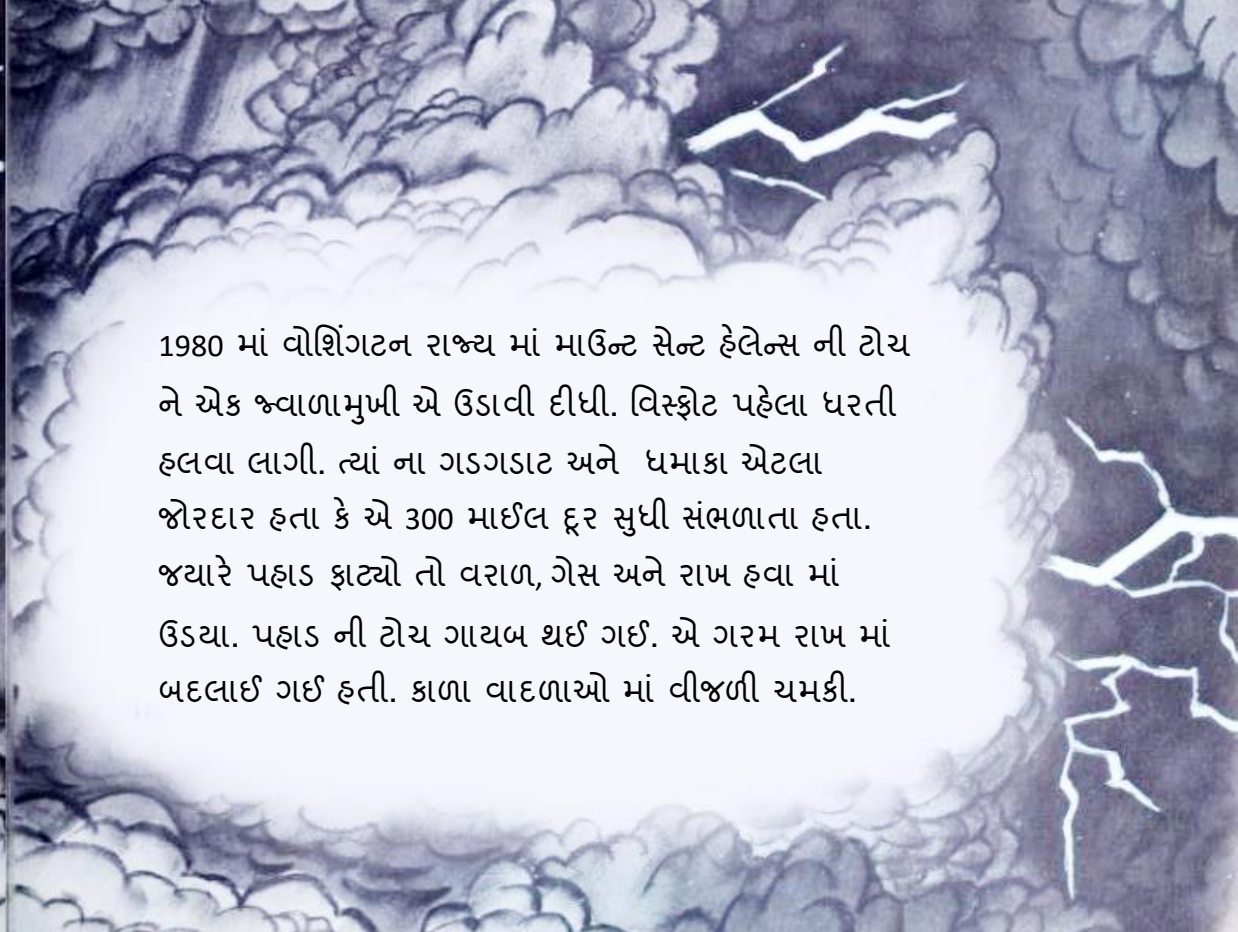 1980 માં વોશિંગટન રાજ્ય માં માઉન્ટ સેન્ટ હેલેન્સ ની ટોચ
ને એક જ્વાળામુખી એ ઉડાવી દીધી. વિસ્ફોટ પહેલા ધરતી
હલવા લાગી. ત્યાં ના ગડગડાટ અને  ધમાકા એટલા
જોરદાર હતા કે એ 300 માઈલ દૂર સુધી સંભળાતા હતા.
જયારે પહાડ ફાટ્યો તો વરાળ, ગેસ અને રાખ હવા માં
ઉડયા. પહાડ ની ટોચ ગાયબ થઈ ગઈ. એ ગરમ રાખ માં
બદલાઈ ગઈ હતી. કાળા વાદળાઓ માં વીજળી ચમકી.